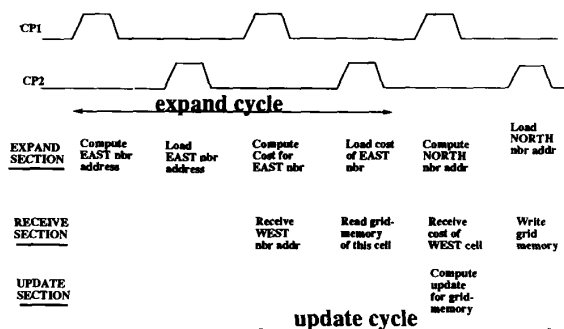 CP1
CP2
expand cycle
EXPAND SECTION
Compute EAST nbr address
Load EAST nbr address
Compute Cost for EAST nbr
Load cost of EAST nbr
Compute NORTH nbr addr
Load NORTH nbr addr
RECEIVE SECTION
Receive WEST nbr addr
Read grid-memory of this cell
Receive cost of WEST cell
Write grid memory
UPDATE SECTION
Compute update for grid-memory
update cycle